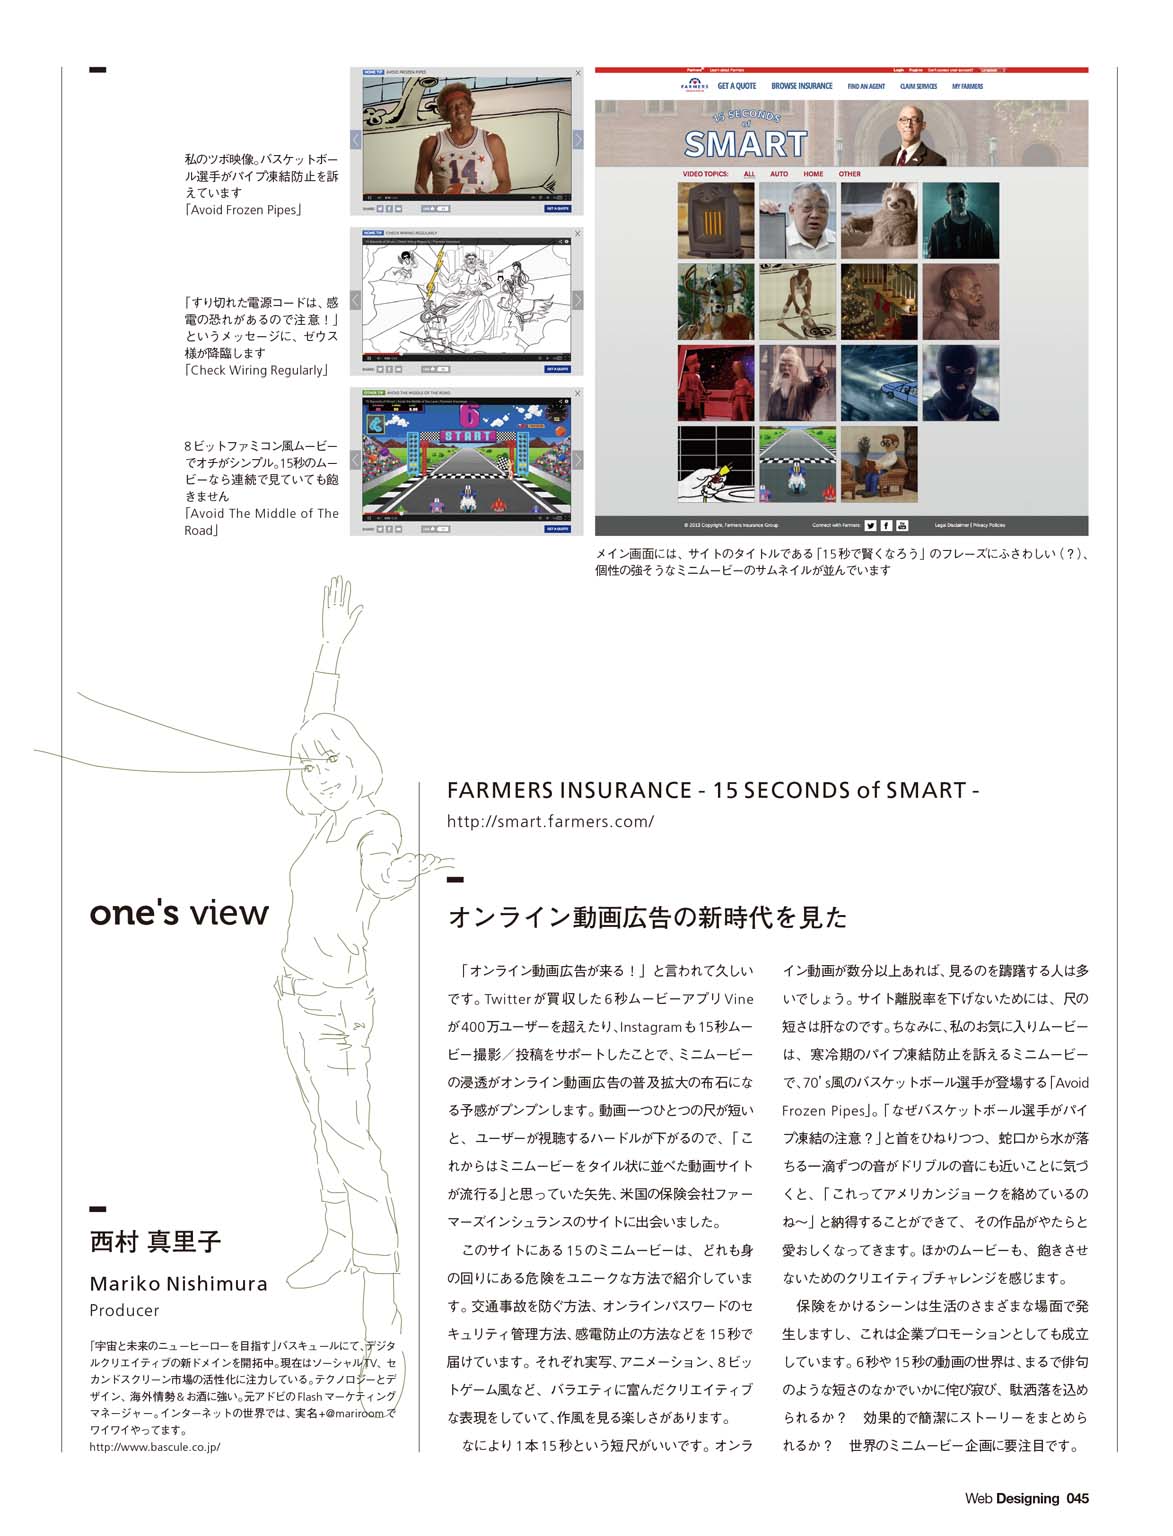 私のツボ映像。バスケットボー
ル選手がパイプ凍結防止を訴
えています
「Avoid Frozen Pipes」
HOME TIP AVOID FROZEN PIPES
14
GET A QUOTE
「すり切れた電源コードは、感
電の恐れがあるので注意！」
というメッセージに、ゼウス
様が降臨します
「Check Wiring Regularly」
HOME TIP CHECK WIRING REGULARLY
GET A QUOTE
8ビットファミコン風ムービー
でオチがシンプル。15秒のムー
ビーなら連続で見ていても飽
きません
「Avoid The Middle of The
Road」
AVOID THE MIDDLE OF THE ROAD
6
START
GET A QUOTE
FARMERS
GET A QUOTE
BROWSE INSURANCE
FIND AN AGENT
CLAIM SERVICES
MY FARMERS
15 SECONDS
of
SMART
VIDEO TOPICS: ALL AUTO HOME OTHER
© 2013 Copyright, Farmers Insurance Group
Connect with Farmers:
Legal Disclaimer | Privacy Policies
メイン画面には、サイトのタイトルである「15秒で賢くなろう」のフレーズにふさわしい（？）、
個性の強そうなミニムービーのサムネイルが並んでいます
one's view
西村 真里子
Mariko Nishimura
Producer
「宇宙と未来のニューヒーローを目指す」バスキュールにて、デジタ
ルクリエイティブの新ドメインを開拓中。現在はソーシャルTV、セ
カンドスクリーン市場の活性化に注力している。テクノロジーとデ
ザイン、海外情勢＆お酒に強い。元アドビのFlashマーケティング
マネージャー。インターネットの世界では、実名+@mariroomで
ワイワイやってます。
http://www.bascule.co.jp/
FARMERS INSURANCE - 15 SECONDS of SMART -
http://smart.farmers.com/
オンライン動画広告の新時代を見た
「オンライン動画広告が来る！」と言われて久しい
です。Twitterが買収した6秒ムービーアプリVine
が400万ユーザーを超えたり、Instagramも15秒ムー
ビー撮影／投稿をサポートしたことで、ミニムービー
の浸透がオンライン動画広告の普及拡大の布石にな
る予感がプンプンします。動画一つひとつの尺が短い
と、ユーザーが視聴するハードルが下がるので、「こ
れからはミニムービーをタイル状に並べた動画サイト
が流行る」と思っていた矢先、米国の保険会社ファー
マーズインシュランスのサイトに出会いました。
このサイトにある15のミニムービーは、どれも身
の回りにある危険をユニークな方法で紹介していま
す。交通事故を防ぐ方法、オンラインパスワードのセ
キュリティ管理方法、感電防止の方法などを15秒で
届けています。それぞれ実写、アニメーション、8ビッ
トゲーム風など、バラエティに富んだクリエイティブ
な表現をしていて、作風を見る楽しさがあります。
なにより1本15秒という短尺がいいです。オンラ
イン動画が数分以上あれば、見るのを躊躇する人は多
いでしょう。サイト離脱率を下げないためには、尺の
短さは肝なのです。ちなみに、私のお気に入りムービー
は、寒冷期のパイプ凍結防止を訴えるミニムービー
で、70's風のバスケットボール選手が登場する「Avoid
Frozen Pipes」。「なぜバスケットボール選手がパイ
プ凍結の注意？」と首をひねりつつ、蛇口から水が落
ちる一滴ずつの音がドリブルの音にも近いことに気づ
くと、「これってアメリカンジョークを絡めているの
ね〜」と納得することができて、その作品がやたらと
愛おしくなってきます。ほかのムービーも、飽きさせ
ないためのクリエイティブチャレンジを感じます。
保険をかけるシーンは生活のさまざまな場面で発
生しますし、これは企業プロモーションとしても成立
しています。6秒や15秒の動画の世界は、まるで俳句
のような短さのなかでいかに侘び寂び、駄洒落を込め
られるか？　効果的で簡潔にストーリーをまとめら
れるか？　世界のミニムービー企画に要注目です。
Web Designing 045